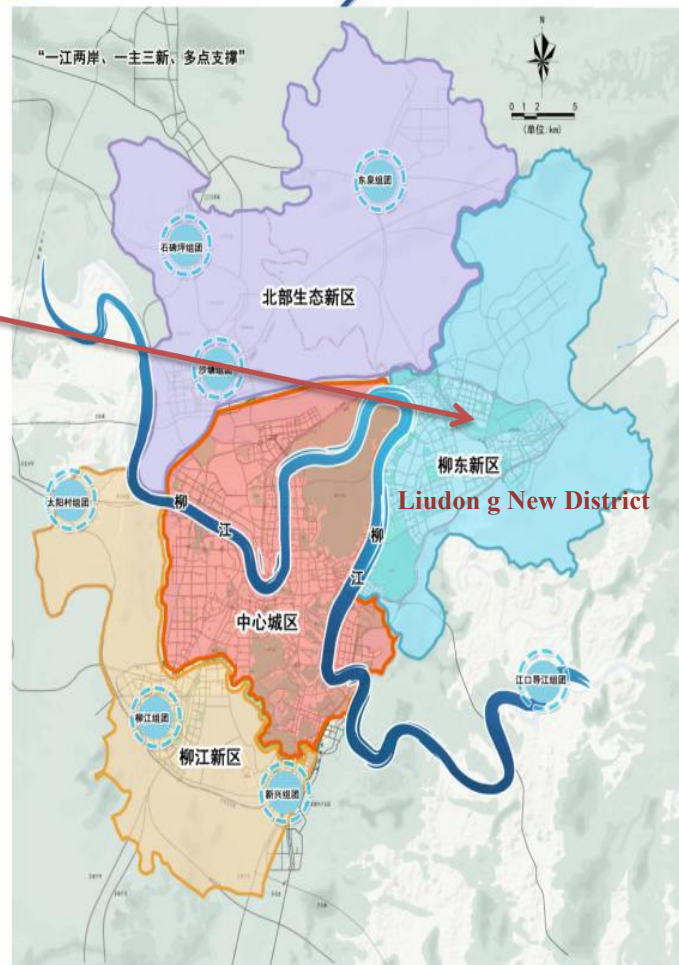 “一江两岸、一主三新、多点支撑”
N
0 1 2 5
(单位:km)
东泉组团
石碑坪组团
北部生态新区
沙塘组团
柳东新区
Liudon g New District
太阳村组团
柳
江
柳
江
中心城区
江口导江组团
柳江组团
柳江新区
新兴组团